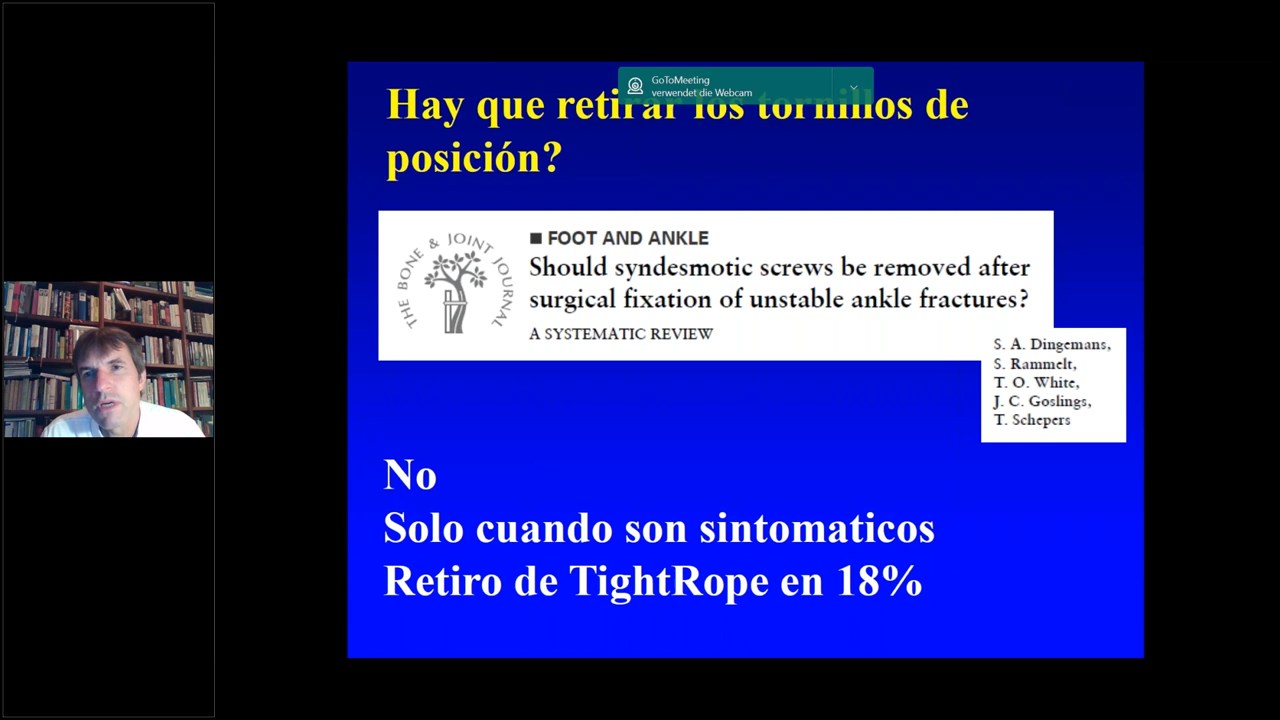 GoToMeeting
verwendet die Webcam
Hay que retirar los tornillos de
posición?
THE BONE & JOINT JOURNAL
FOOT AND ANKLE
Should syndesmotic screws be removed after
surgical fixation of unstable ankle fractures?
A SYSTEMATIC REVIEW
S. A. Dingemans,
S. Rammelt,
T. O. White,
J. C. Goslings,
T. Schepers
No
Solo cuando son sintomaticos
Retiro de TightRope en 18%